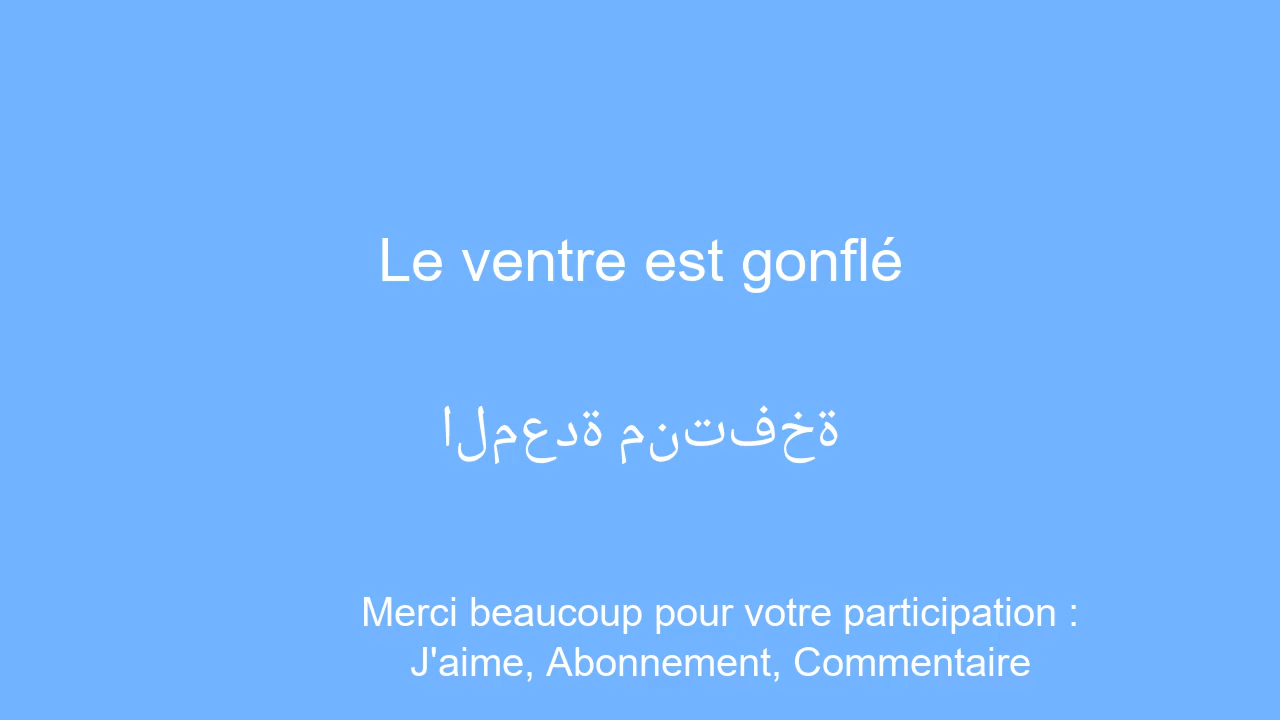 Le ventre est gonflé
المعدة منتفخة
Merci beaucoup pour votre participation :
J'aime, Abonnement, Commentaire